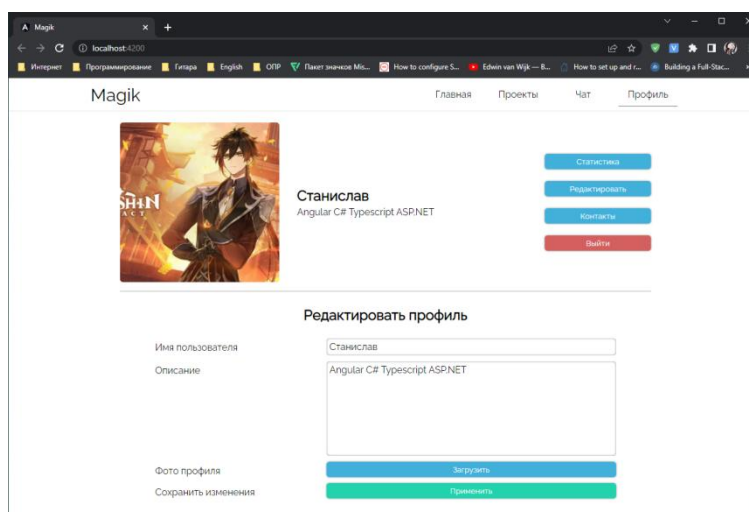 Magik
localhost:4200
Интернет Программирование Гитара English ОПР Пакет значков Mis... How to configure S... Edwin van Wijk — B... How to set up and r... Building a Full-Stac...
Magik Главная Проекты Чат Профиль
SHIN
ACT
Станислав
Angular C# Typescript ASP.NET
Статистика
Редактировать
Контакты
Выйти
Редактировать профиль
Имя пользователя Станислав
Описание Angular C# Typescript ASP.NET
Фото профиля Загрузить
Сохранить изменения Применить